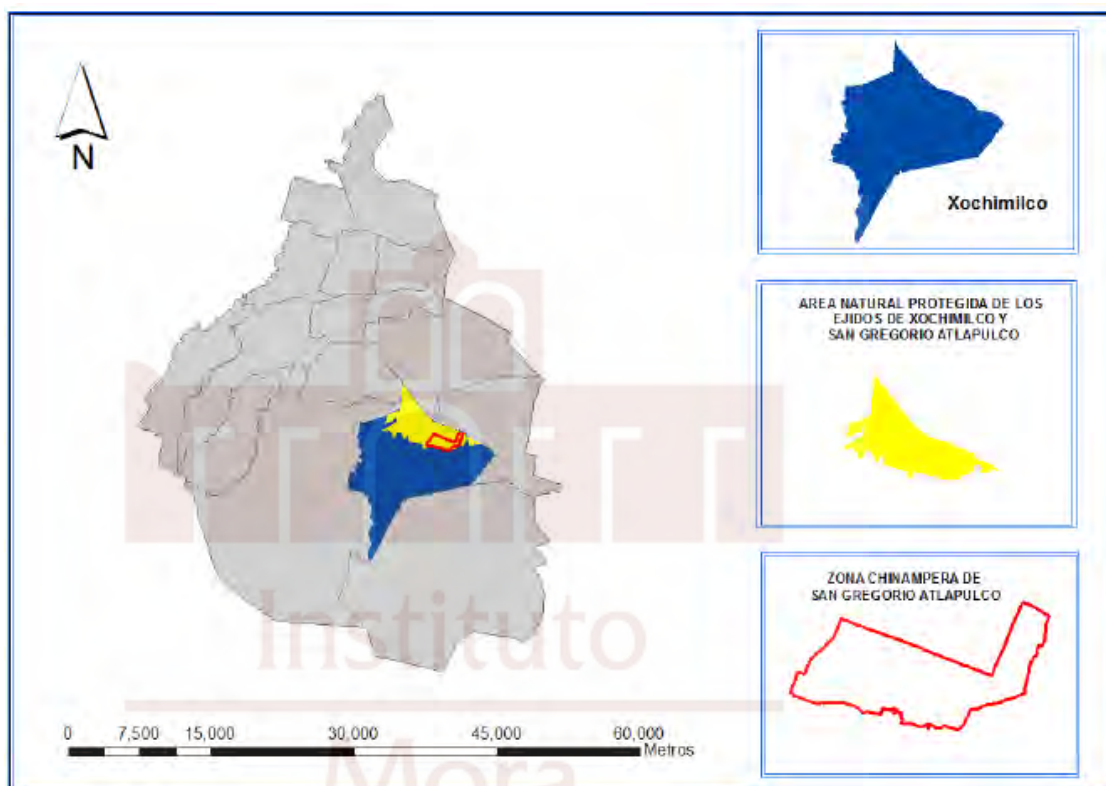 N
Xochimilco
AREA NATURAL PROTEGIDA DE LOS
EJIDOS DE XOCHIMILCO Y
SAN GREGORIO ATLAPULCO
ZONA CHINAMPERA DE
SAN GREGORIO ATLAPULCO
0 7,500 15,000 30,000 45,000 60,000
Metros
Instituto
Mora